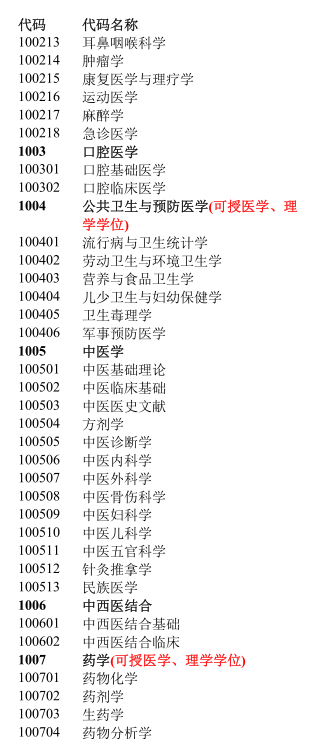 代码 代码名称
100213 耳鼻咽喉科学
100214 肿瘤学
100215 康复医学与理疗学
100216 运动医学
100217 麻醉学
100218 急诊医学
1003 口腔医学
100301 口腔基础医学
100302 口腔临床医学
1004 公共卫生与预防医学(可授医学、理
学学位)
100401 流行病与卫生统计学
100402 劳动卫生与环境卫生学
100403 营养与食品卫生学
100404 儿少卫生与妇幼保健学
100405 卫生毒理学
100406 军事预防医学
1005 中医学
100501 中医基础理论
100502 中医临床基础
100503 中医医史文献
100504 方剂学
100505 中医诊断学
100506 中医内科学
100507 中医外科学
100508 中医骨伤科学
100509 中医妇科学
100510 中医儿科学
100511 中医五官科学
100512 针灸推拿学
100513 民族医学
1006 中西医结合
100601 中西医结合基础
100602 中西医结合临床
1007 药学(可授医学、理学学位)
100701 药物化学
100702 药剂学
100703 生药学
100704 药物分析学